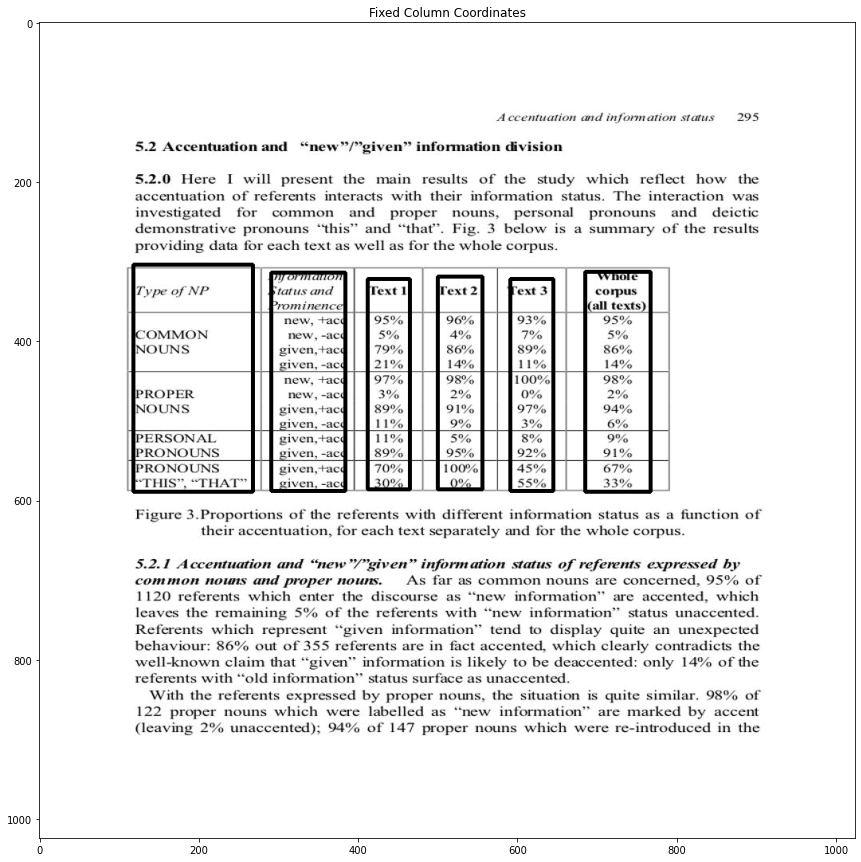 Fixed Column Coordinates
0
200
400
600
800
1000
Accentuation and information status 295
5.2 Accentuation and “new”/”given” information division
5.2.0 Here I will present the main results of the study which reflect how the
accentuation of referents interacts with their information status. The interaction was
investigated for common and proper nouns, personal pronouns and deictic
demonstrative pronouns “this” and “that”. Fig. 3 below is a summary of the results
providing data for each text as well as for the whole corpus.
Type of NP Information Status and Prominence Text 1 Text 2 Text 3 Whole corpus (all texts)
new, +acc 95% 96% 93% 95%
COMMON new, -acc 5% 4% 7% 5%
NOUNS given,+acc 79% 86% 89% 86%
given, -acc 21% 14% 11% 14%
new, +acc 97% 98% 100% 98%
PROPER new, -acc 3% 2% 0% 2%
NOUNS given,+acc 89% 91% 97% 94%
given, -acc 11% 9% 3% 6%
PERSONAL given,+acc 11% 5% 8% 9%
PRONOUNS given, -acc 89% 95% 92% 91%
PRONOUNS given,+acc 70% 100% 45% 67%
“THIS”, “THAT” given, -acc 30% 0% 55% 33%
Figure 3.Proportions of the referents with different information status as a function of
their accentuation, for each text separately and for the whole corpus.
5.2.1 Accentuation and “new”/”given” information status of referents expressed by
common nouns and proper nouns. As far as common nouns are concerned, 95% of
1120 referents which enter the discourse as “new information” are accented, which
leaves the remaining 5% of the referents with “new information” status unaccented.
Referents which represent “given information” tend to display quite an unexpected
behaviour: 86% out of 355 referents are in fact accented, which clearly contradicts the
well-known claim that “given” information is likely to be deaccented: only 14% of the
referents with “old information” status surface as unaccented.
With the referents expressed by proper nouns, the situation is quite similar. 98% of
122 proper nouns which were labelled as “new information” are marked by accent
(leaving 2% unaccented); 94% of 147 proper nouns which were re-introduced in the
0 200 400 600 800 1000